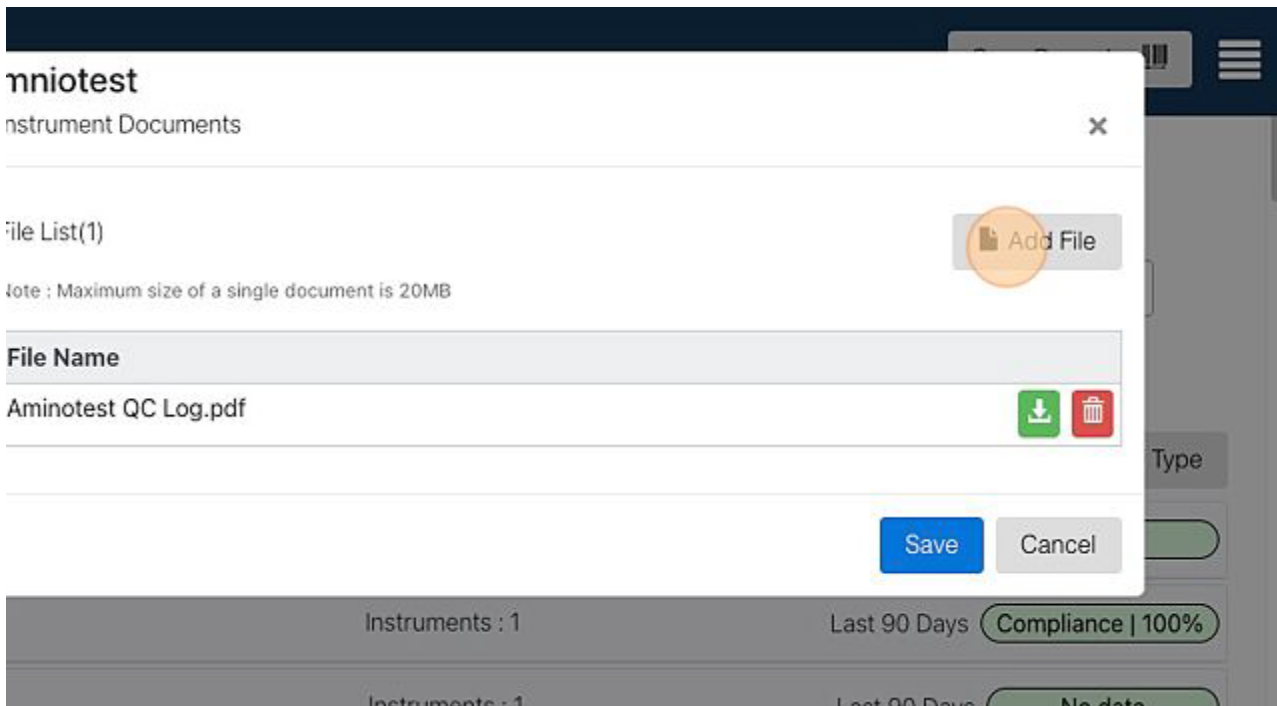 mniotest
nstrument Documents
×
File List(1)
Add File
Note : Maximum size of a single document is 20MB
File Name
Aminotest QC Log.pdf
Type
Save
Cancel
Instruments : 1
Last 90 Days
Compliance | 100%
Instruments : 1
Last 90 Days
No data